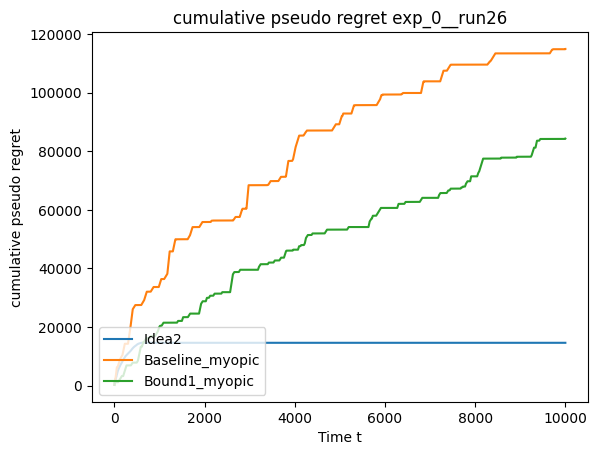 cumulative pseudo regret exp_0__run26
120000
100000
80000
60000
40000
20000
0
cumulative pseudo regret
Idea2
Baseline_myopic
Bound1_myopic
0
2000
4000
6000
8000
10000
Time t